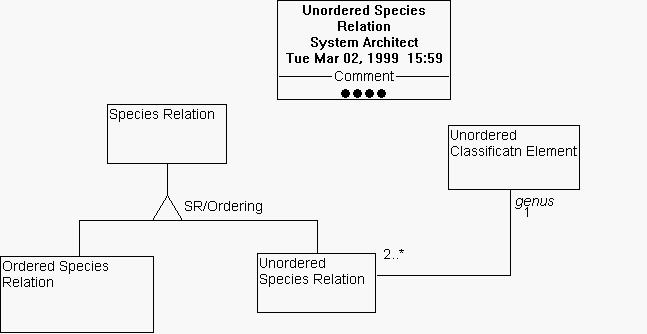 Unordered Species
Relation
System Architect
Tue Mar 02, 1999  15:59
Comment
Species Relation
Unordered
Classificatn Element
genus
1
SR/Ordering
2..*
Ordered Species
Relation
Unordered
Species Relation